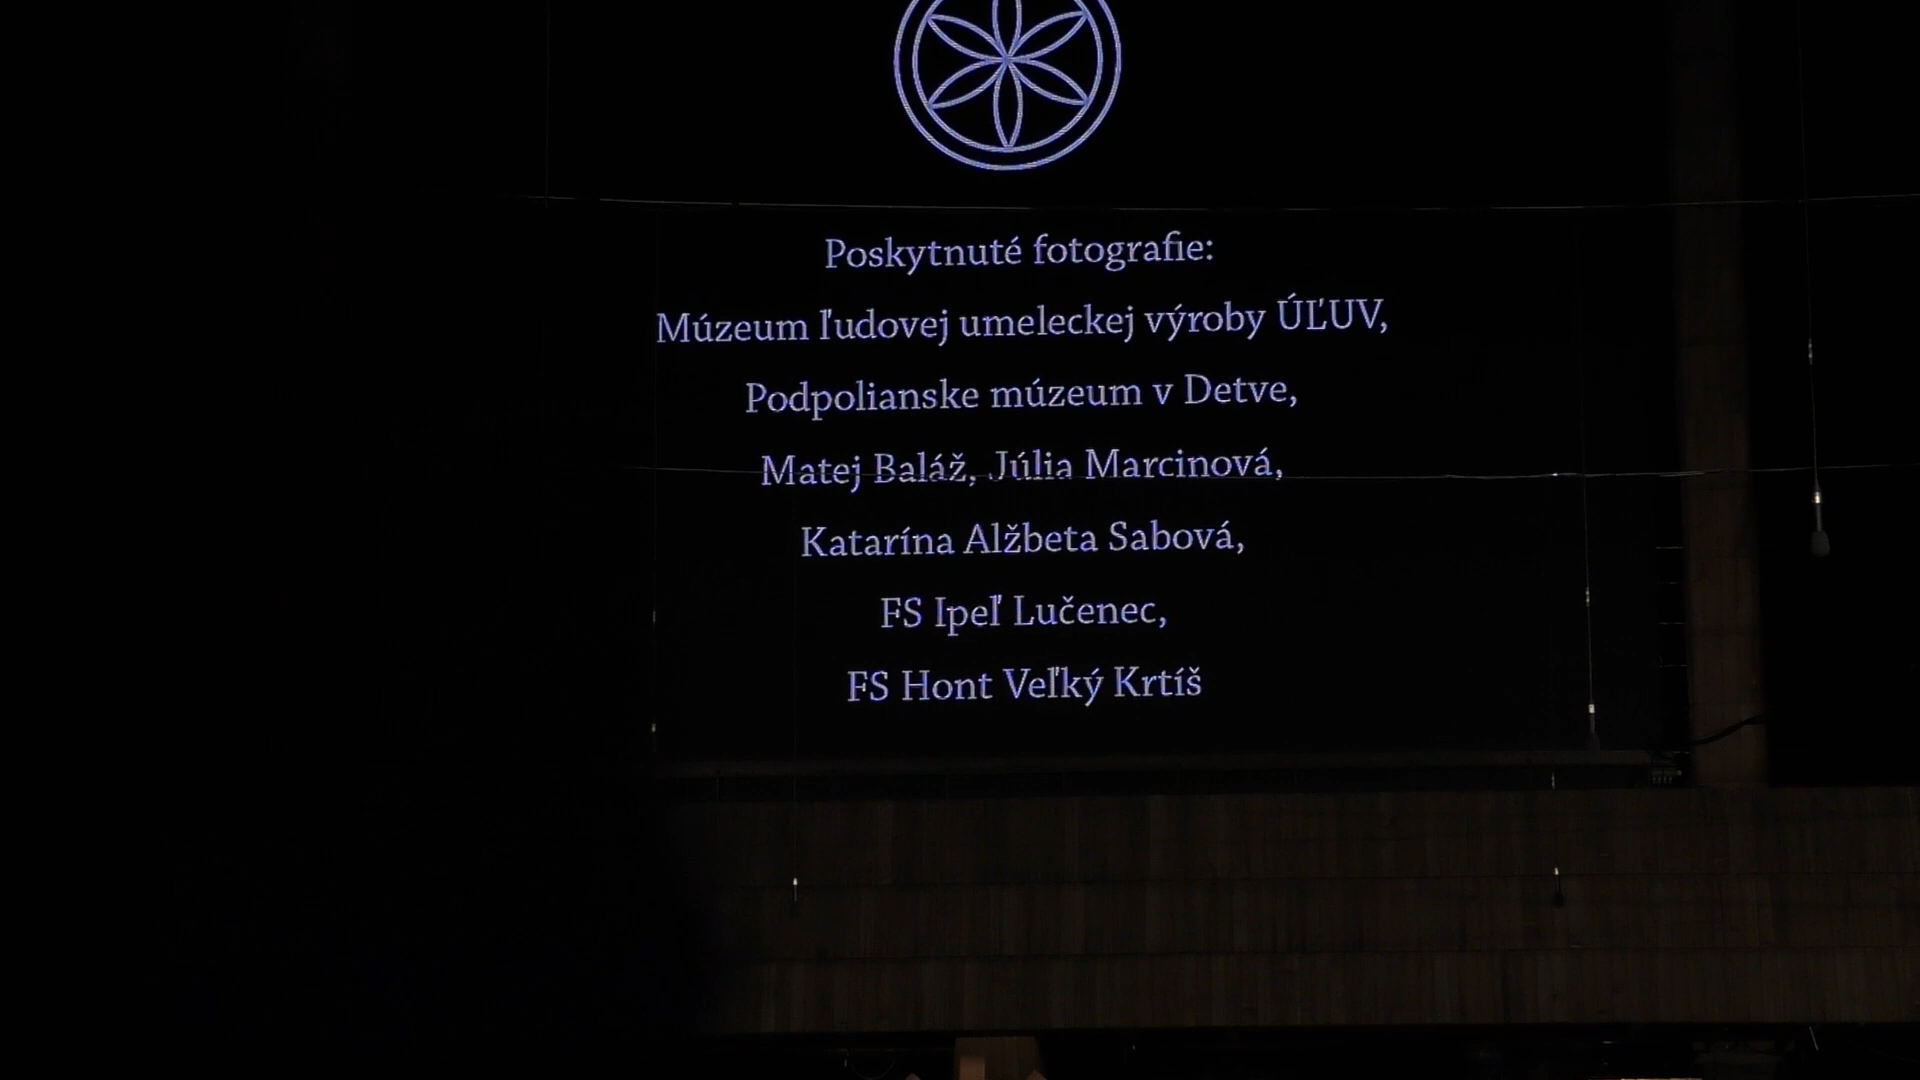 Poskytnuté fotografie:
Múzeum ľudovej umeleckej výroby ÚĽUV,
Podpolianske múzeum v Detve,
Matej Baláž, Júlia Marcinová,
Katarína Alžbeta Sabová,
FS Ipeľ Lučenec,
FS Hont Veľký Krtíš